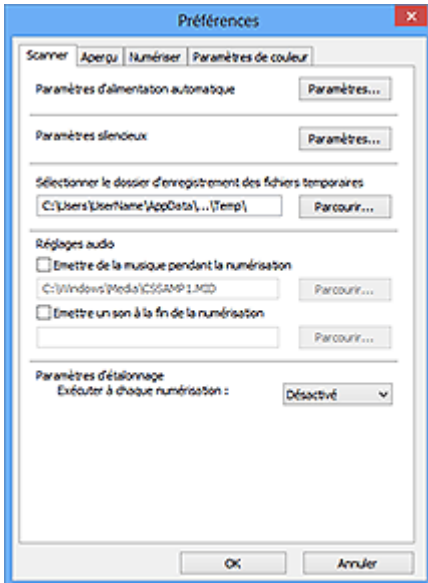 Préférences
Scanner Aperçu Numériser Paramètres de couleur
Paramètres d'alimentation automatique Paramètres...
Paramètres silencieux Paramètres...
Sélectionner le dossier d'enregistrement des fichiers temporaires
C:\Users\UserName\AppData\...\Temp\ Parcourir...
Réglages audio
Emettre de la musique pendant la numérisation
C:\Windows\Media\CSSAMP1.MID Parcourir...
Emettre un son à la fin de la numérisation
Parcourir...
Paramètres d'étalonnage
Exécuter à chaque numérisation : Désactivé
OK Annuler